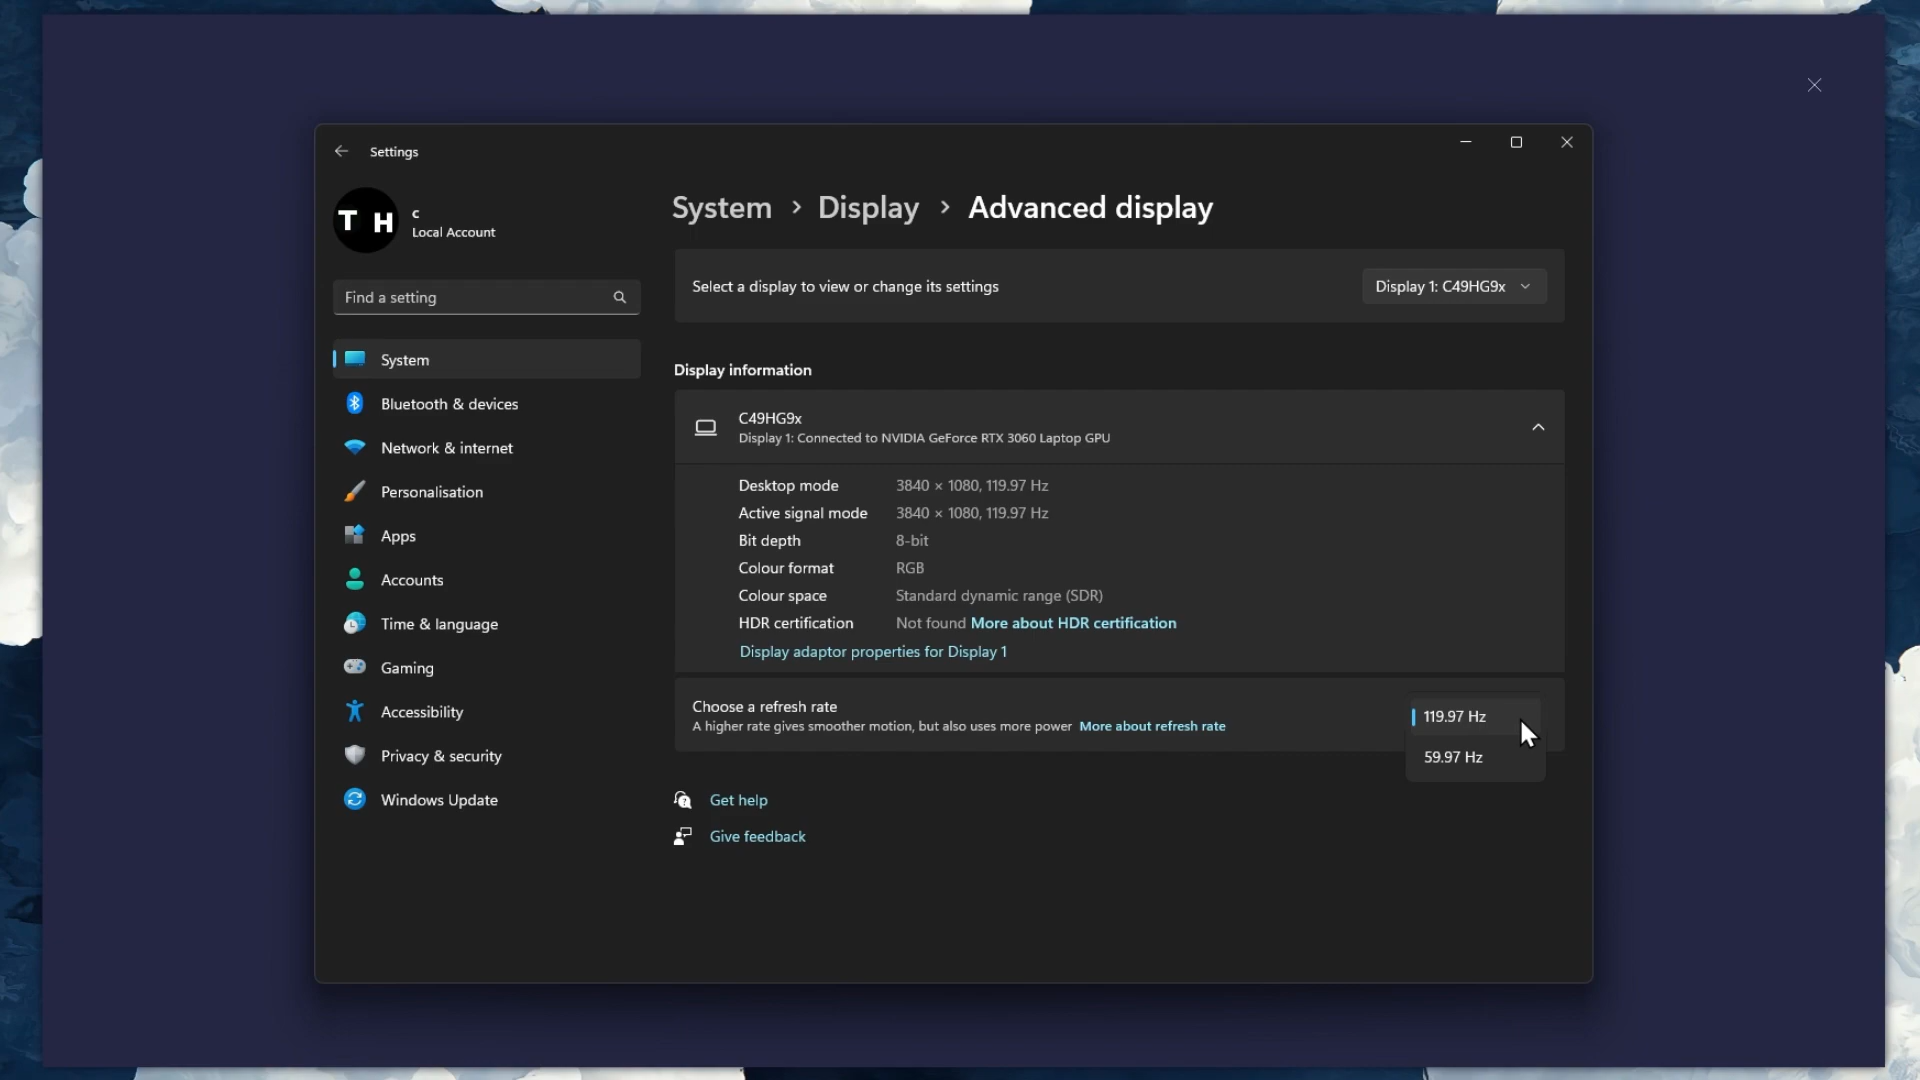 Settings
T H
c
Local Account
Find a setting
System
Bluetooth & devices
Network & internet
Personalisation
Apps
Accounts
Time & language
Gaming
Accessibility
Privacy & security
Windows Update
System > Display > Advanced display
Select a display to view or change its settings
Display 1: C49HG9x
Display information
C49HG9x
Display 1: Connected to NVIDIA GeForce RTX 3060 Laptop GPU
Desktop mode 3840 × 1080, 119.97 Hz
Active signal mode 3840 × 1080, 119.97 Hz
Bit depth 8-bit
Colour format RGB
Colour space Standard dynamic range (SDR)
HDR certification Not found More about HDR certification
Display adaptor properties for Display 1
Choose a refresh rate
A higher rate gives smoother motion, but also uses more power More about refresh rate
119.97 Hz
59.97 Hz
Get help
Give feedback